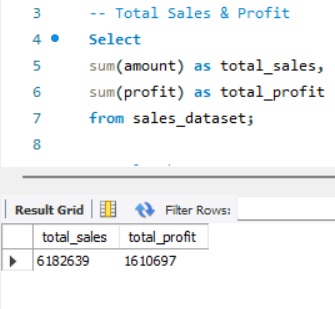 3 -- Total Sales & Profit
4 Select
5 sum(amount) as total_sales,
6 sum(profit) as total_profit
7 from sales_dataset;
8
Result Grid Filter Rows:
total_sales total_profit
6182639 1610697